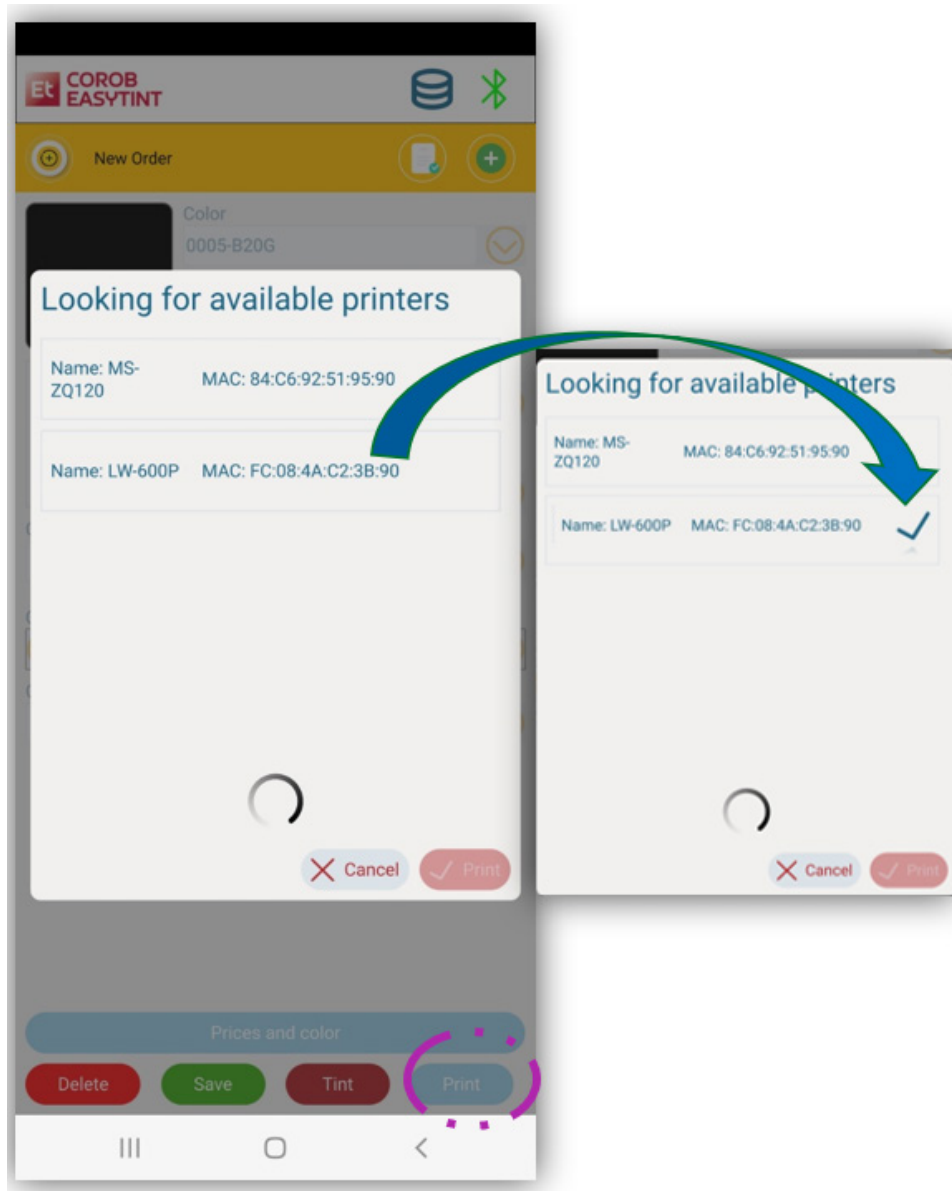 Et COROB
EASYTINT
New Order
Color
0005-B20G
Looking for available printers
Name: MS-
ZQ120
MAC: 84:C6:92:51:95:90
Name: LW-600P MAC: FC:08:4A:C2:3B:90
Cancel
Print
Looking for available printers
Name: MS-
ZQ120
MAC: 84:C6:92:51:95:90
Name: LW-600P MAC: FC:08:4A:C2:3B:90
Cancel
Print
Prices and color
Delete
Save
Tint
Print